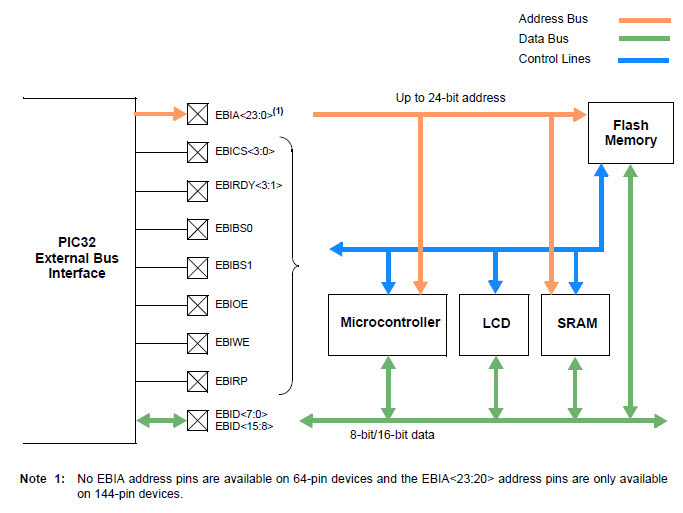 Address Bus
Data Bus
Control Lines
Up to 24-bit address
EBIA<23:0>(1)
Flash
Memory
EBICS<3:0>
EBIRDY<3:1>
EBIBS0
PIC32
External Bus
Interface
EBIBS1
EBIOE
Microcontroller
LCD
SRAM
EBIWE
EBIRP
EBID<7:0>
EBID<15:8>
8-bit/16-bit data
Note 1: No EBIA address pins are available on 64-pin devices and the EBIA<23:20> address pins are only available
on 144-pin devices.